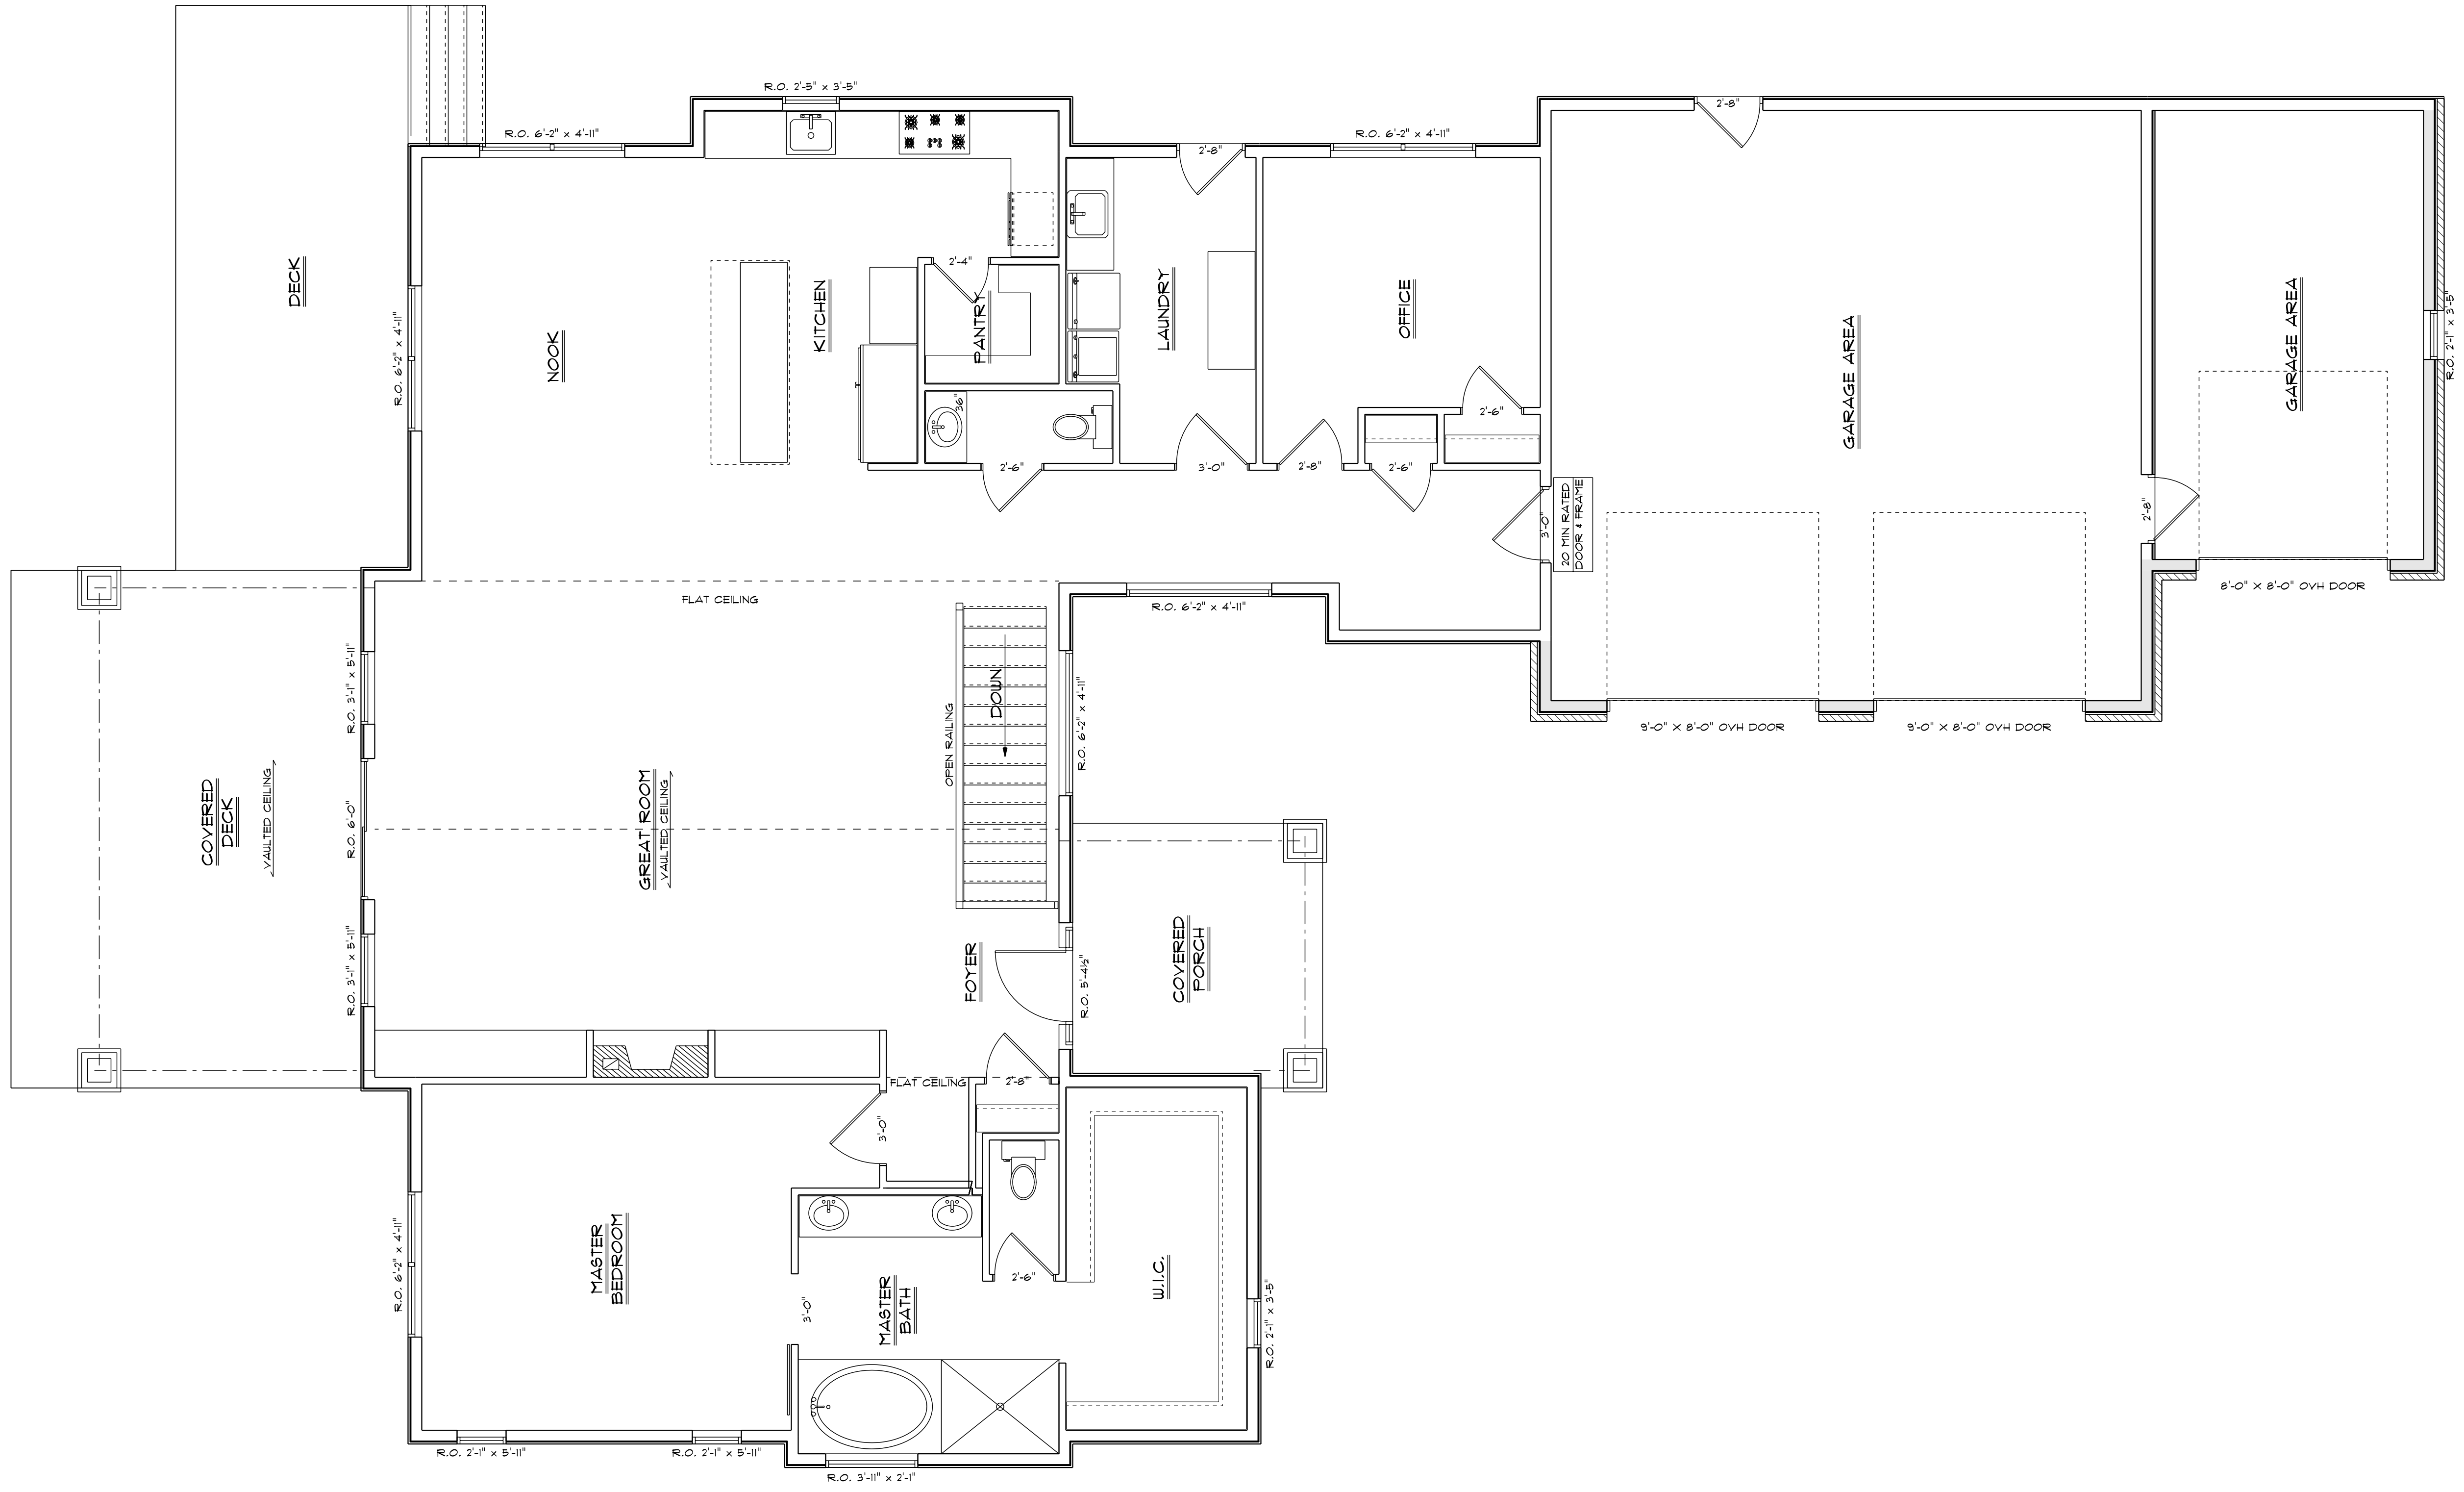 R.O. 2'-5" x 3'-5"
R.O. 6'-2" x 4'-11"
R.O. 6'-2" x 4'-11"
2'-8"
2'-8"
DECK
R.O. 6'-2" x 4'-11"
NOOK
KITCHEN
2'-4"
PANTRY
36"
LAUNDRY
OFFICE
GARAGE AREA
GARAGE AREA
R.O. 2'-1" x 3'-5"
2'-6"
2'-6"
3'-0"
2'-8"
2'-6"
3'-0"
20 MIN RATED
DOOR & FRAME
2'-8"
8'-0" X 8'-0" OVH DOOR
9'-0" X 8'-0" OVH DOOR
9'-0" X 8'-0" OVH DOOR
FLAT CEILING
R.O. 6'-2" x 4'-11"
R.O. 3'-1" x 5'-11"
DOWN
OPEN RAILING
R.O. 6'-2" x 4'-11"
COVERED
DECK
VAULTED CEILING
R.O. 6'-0"
GREAT ROOM
VAULTED CEILING
R.O. 3'-1" x 5'-11"
FOYER
R.O. 5'-4½"
COVERED
PORCH
FLAT CEILING
2'-8"
3'-0"
R.O. 6'-2" x 4'-11"
MASTER
BEDROOM
3'-0"
MASTER
BATH
2'-6"
W.I.C.
R.O. 2'-1" x 3'-5"
R.O. 2'-1" x 5'-11"
R.O. 2'-1" x 5'-11"
R.O. 3'-11" x 2'-1"